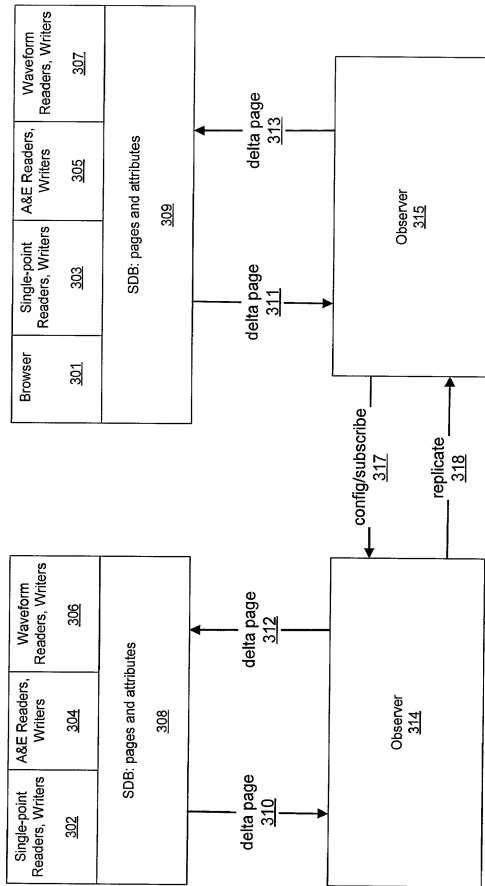 Single-point
Readers, Writers
302
A&E Readers,
Writers
304
Waveform
Readers, Writers
306
SDB: pages and attributes
308
delta page
310
delta page
312
Observer
314
config/subscribe
317
replicate
318
Browser
301
Single-point
Readers, Writers
303
A&E Readers,
Writers
305
Waveform
Readers, Writers
307
SDB: pages and attributes
309
delta page
311
delta page
313
Observer
315